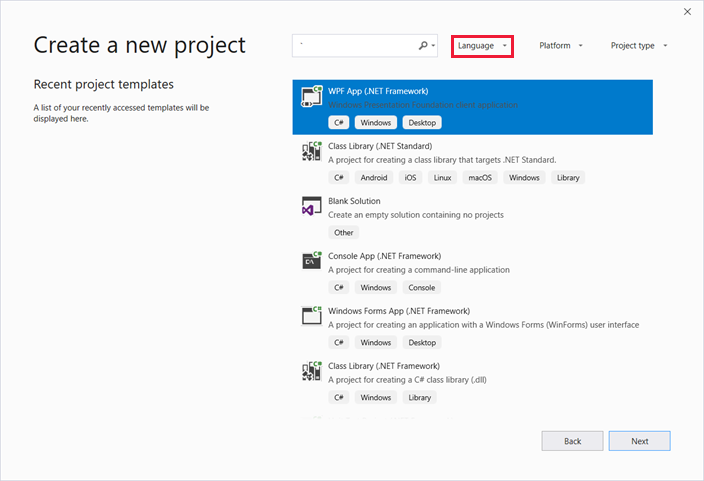 Create a new project
Language
Platform
Project type
Recent project templates
A list of your recently accessed templates will be
displayed here.
WPF App (.NET Framework)
Windows Presentation Foundation client application
C# Windows Desktop
Class Library (.NET Standard)
A project for creating a class library that targets .NET Standard.
C# Android iOS Linux macOS Windows Library
Blank Solution
Create an empty solution containing no projects
Other
Console App (.NET Framework)
A project for creating a command-line application
C# Windows Console
Windows Forms App (.NET Framework)
A project for creating an application with a Windows Forms (WinForms) user interface
C# Windows Desktop
Class Library (.NET Framework)
A project for creating a C# class library (.dll)
C# Windows Library
Back
Next